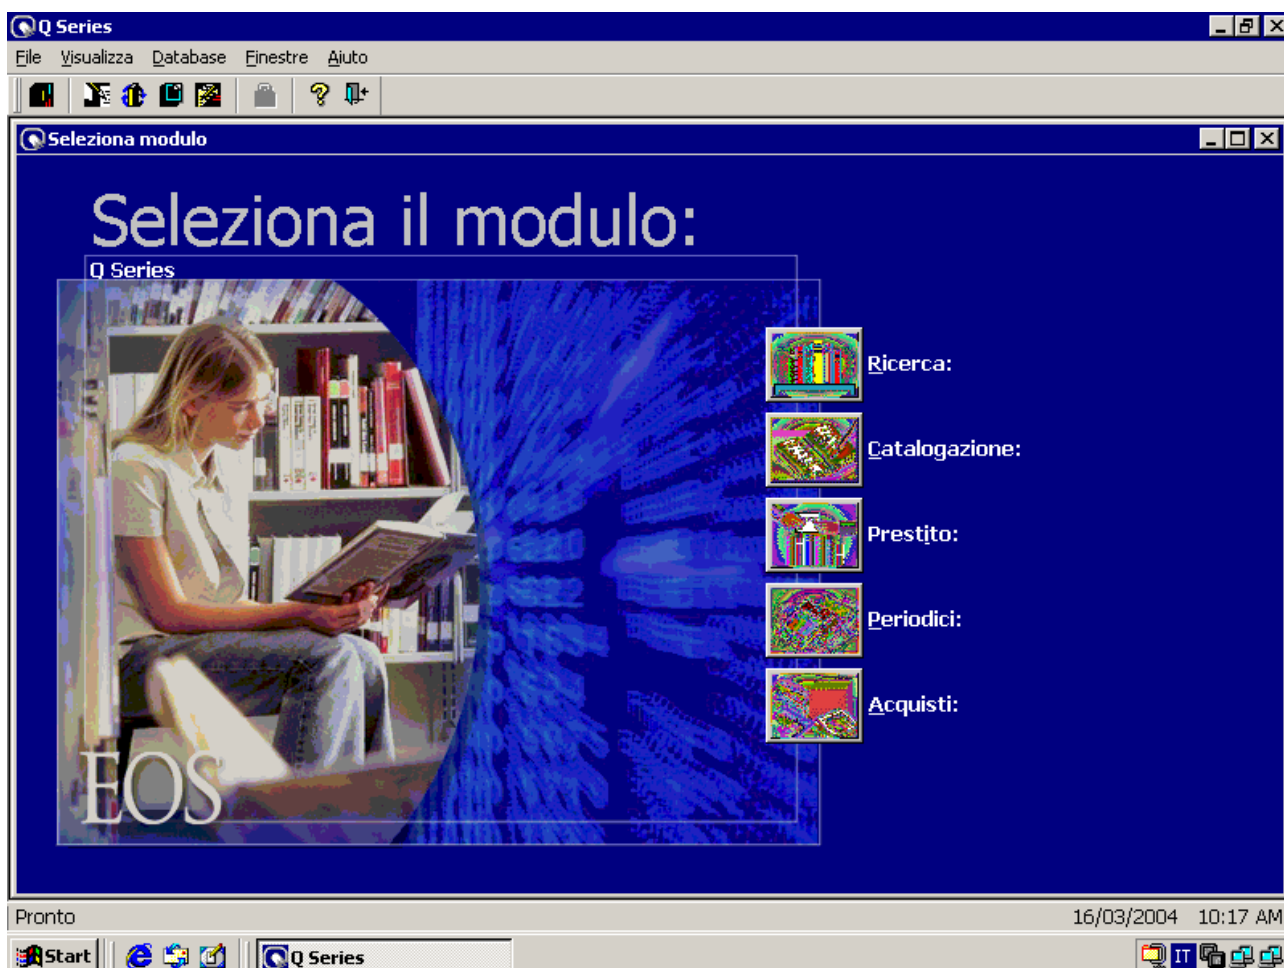 Q Series
File Visualizza Database Finestre Aiuto
Seleziona modulo
Seleziona il modulo:
Q Series
Ricerca:
Catalogazione:
Prestito:
Periodici:
Acquisti:
EOS
Pronto 16/03/2004 10:17 AM
Start Q Series IT